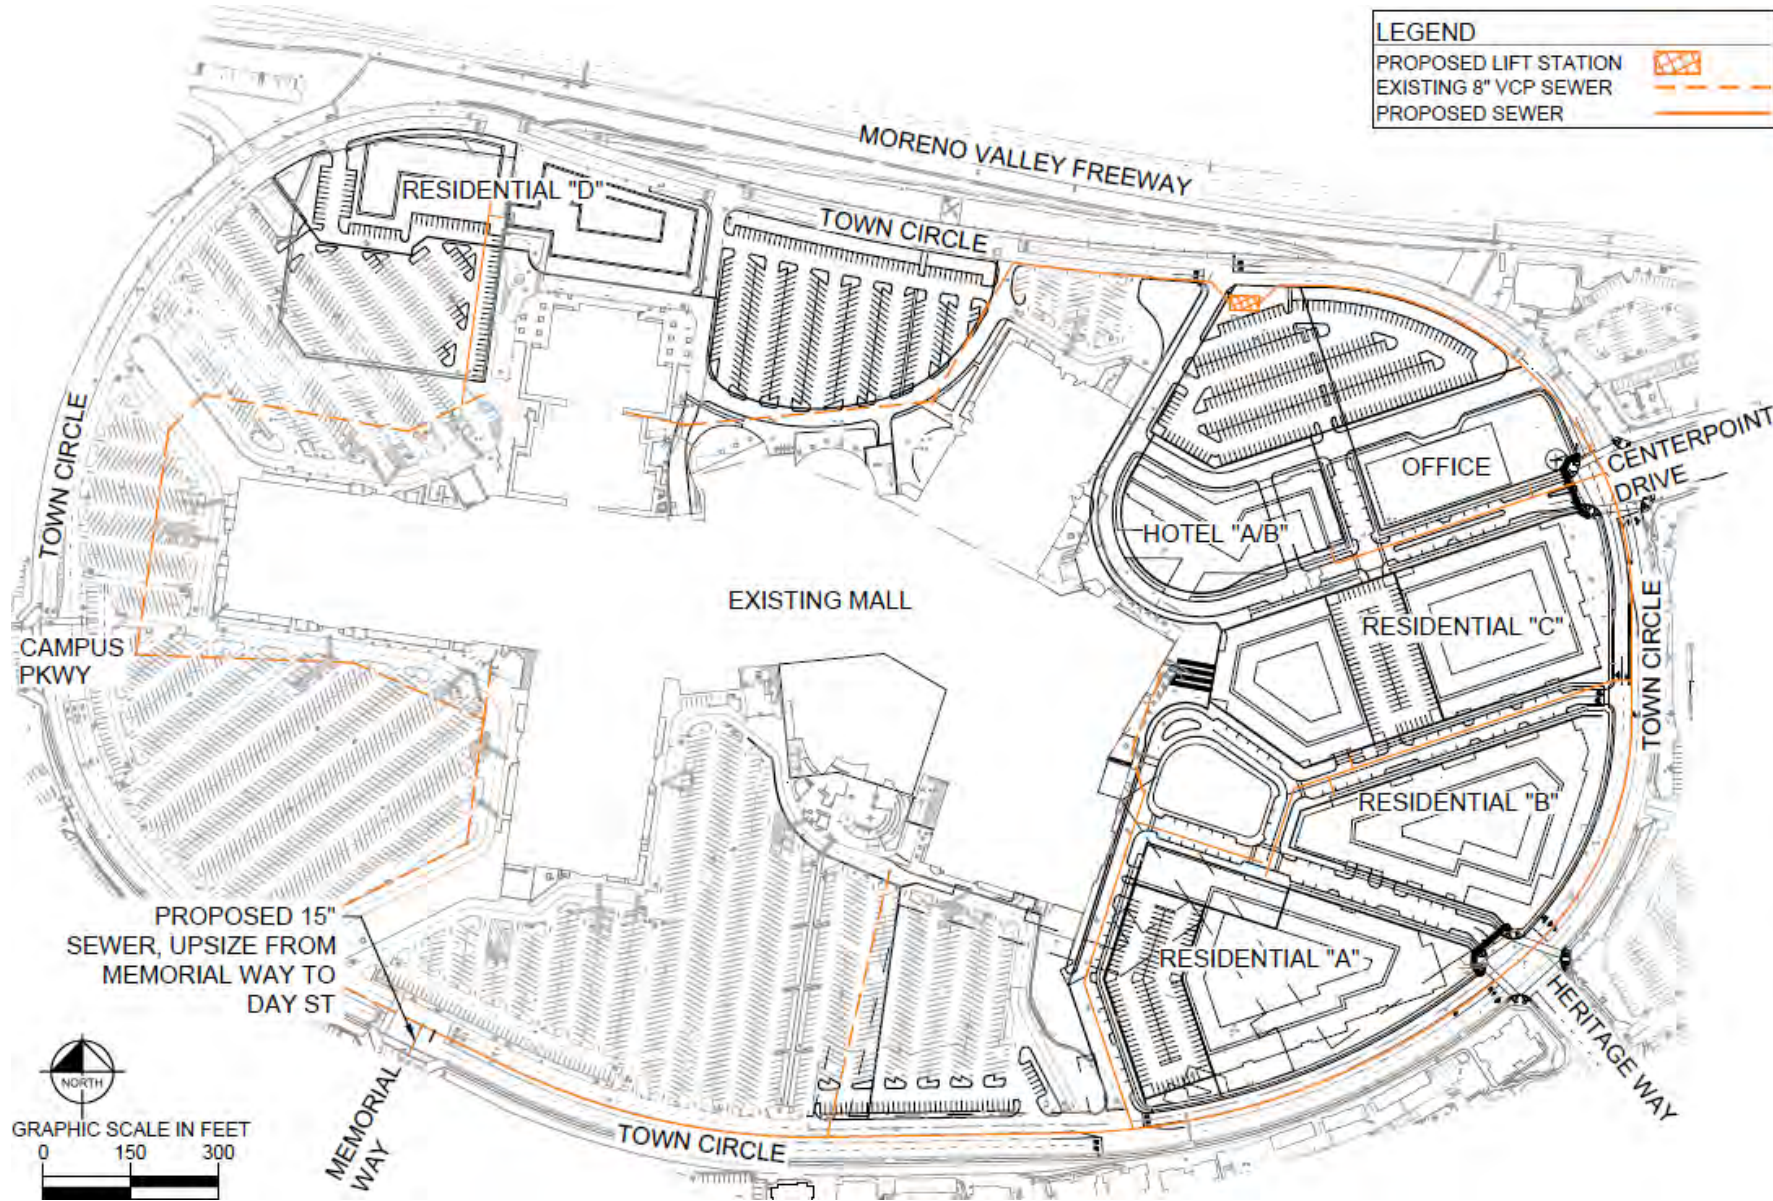 LEGEND
PROPOSED LIFT STATION
EXISTING 8" VCP SEWER
PROPOSED SEWER
MORENO VALLEY FREEWAY
RESIDENTIAL "D"
TOWN CIRCLE
TOWN CIRCLE
CENTERPOINT
DRIVE
OFFICE
HOTEL "A/B"
EXISTING MALL
RESIDENTIAL "C"
TOWN CIRCLE
CAMPUS
PKWY
RESIDENTIAL "B"
PROPOSED 15"
SEWER, UPSIZE FROM
MEMORIAL WAY TO
DAY ST
RESIDENTIAL "A"
HERITAGE WAY
NORTH
MEMORIAL
WAY
TOWN CIRCLE
GRAPHIC SCALE IN FEET
0 150 300